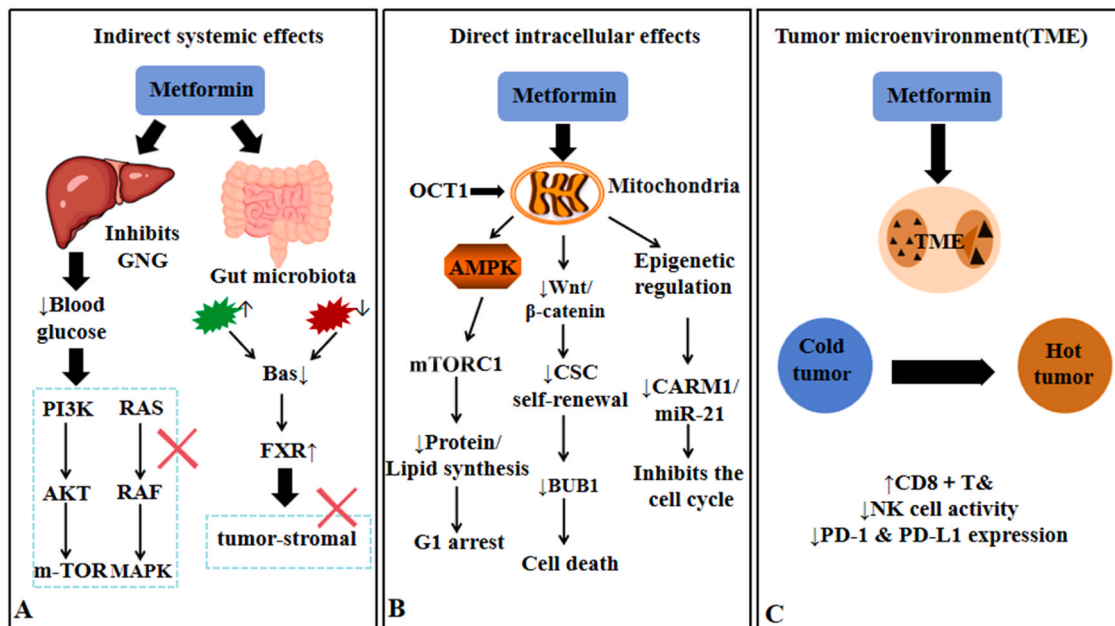 Indirect systemic effects
Metformin
Inhibits
GNG
Gut microbiota
↓Blood
glucose
↑
↓
Bas↓
PI3K
RAS
FXR↑
AKT
RAF
tumor-stromal
m-TOR
MAPK
A
Direct intracellular effects
Metformin
OCT1
Mitochondria
AMPK
↓Wnt/
β-catenin
Epigenetic
regulation
mTORC1
↓CSC
self-renewal
↓CARM1/
miR-21
↓Protein/
Lipid synthesis
↓BUB1
Inhibits the
cell cycle
G1 arrest
Cell death
B
Tumor microenvironment(TME)
Metformin
TME
Cold
tumor
Hot
tumor
↑CD8 + T&
↓NK cell activity
↓PD-1 & PD-L1 expression
C